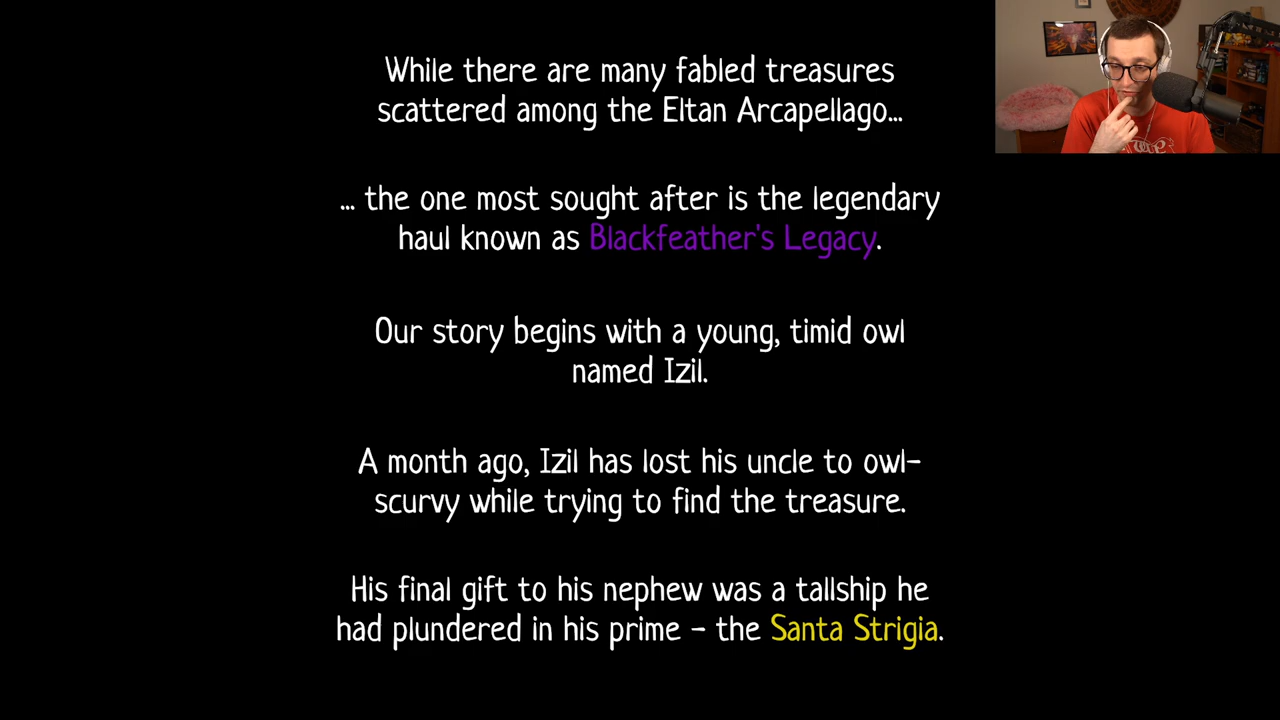 While there are many fabled treasures
scattered among the Eltan Arcapellago...
... the one most sought after is the legendary
haul known as Blackfeather's Legacy.
Our story begins with a young, timid owl
named Izil.
A month ago, Izil has lost his uncle to owl-
scurvy while trying to find the treasure.
His final gift to his nephew was a tallship he
had plundered in his prime - the Santa Strigia.